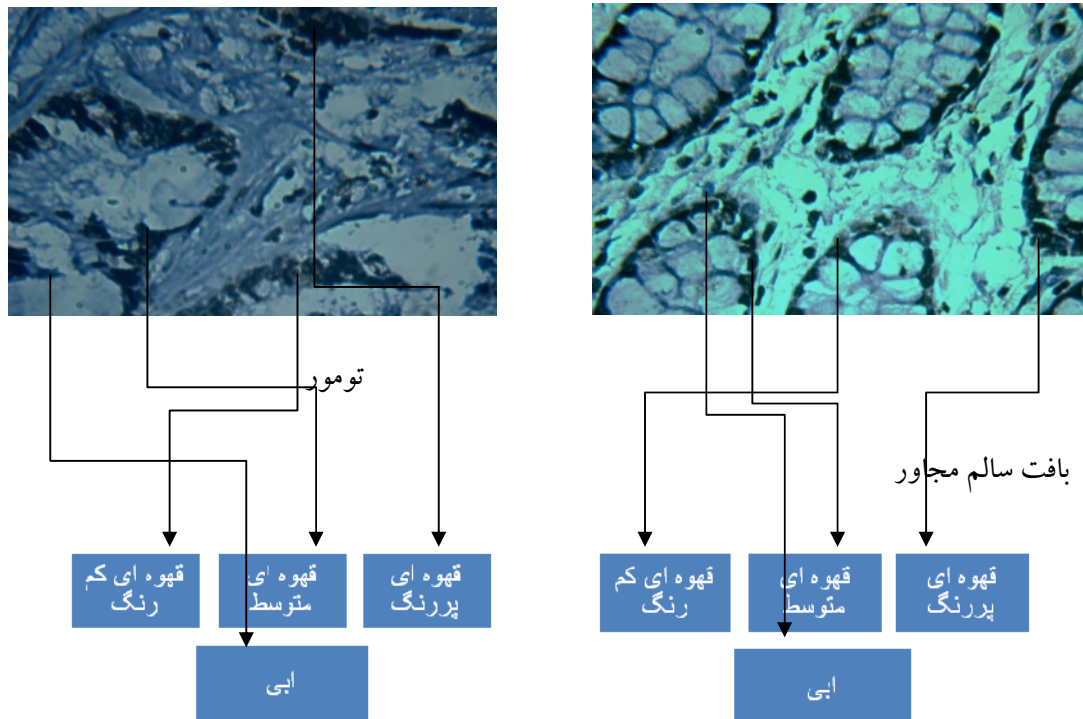 تومور
بافت سالم مجاور
قهوه ای پررنگ
قهوه ای متوسط
قهوه ای کم رنگ
ابی
قهوه ای پررنگ
قهوه ای متوسط
قهوه ای کم رنگ
ابی